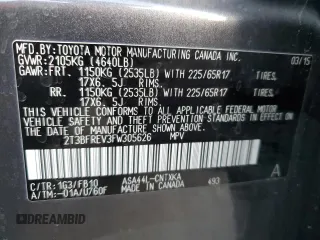 MFD. BY: TOYOTA MOTOR MANUFACTURING CANADA INC.
GVWR: 2105KG (4640LB) 03/15
GAWR: FRT. 1150KG (2535LB) WITH 225/65R17 TIRES,
17X6. 5J RIMS,
RR. 1150KG (2535LB) WITH 225/65R17 TIRES,
17X6. 5J RIMS,
THIS VEHICLE CONFORMS TO ALL APPLICABLE
FEDERAL MOTOR VEHICLE SAFETY AND
THEFT PREVENTION STANDARDS IN EFFECT ON
THE DATE OF MANUFACTURE SHOWN ABOVE.
2T3BFREV3FW305626 MPV
C/TR: 1G3/FB10 ASA44L-CNTXKA A
A/TM: -01A/U760F MADE IN CANADA 493